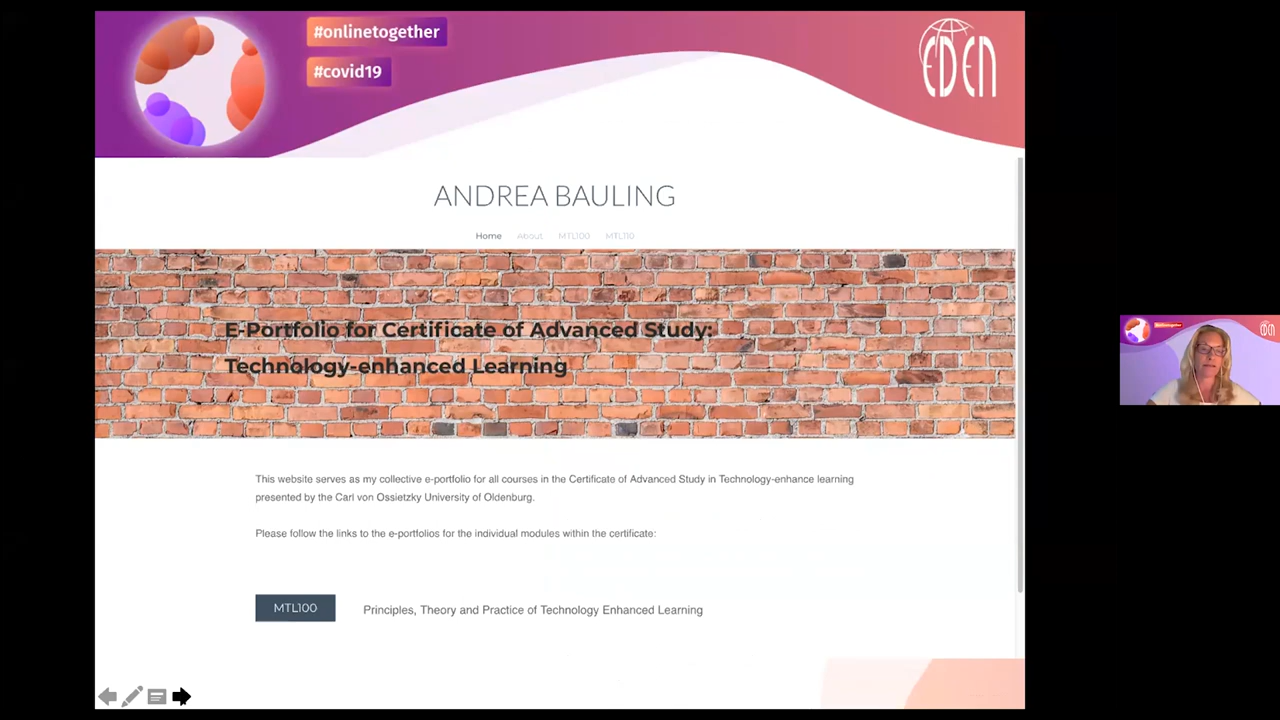 #onlinetogether
#covid19
EDEN
ANDREA BAULING
Home About MTL100 MTL110
E-Portfolio for Certificate of Advanced Study:
Technology-enhanced Learning
This website serves as my collective e-portfolio for all courses in the Certificate of Advanced Study in Technology-enhance learning
presented by the Carl von Ossietzky University of Oldenburg.
Please follow the links to the e-portfolios for the individual modules within the certificate:
MTL100 Principles, Theory and Practice of Technology Enhanced Learning